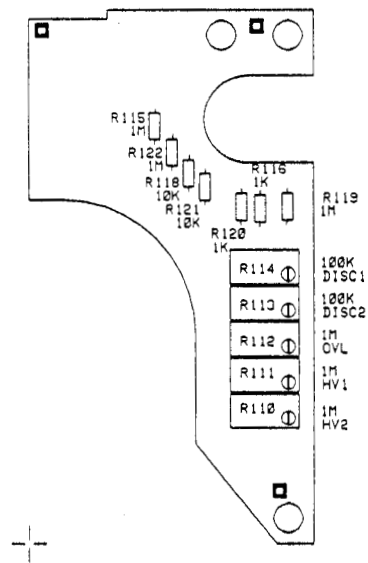 R115
1M
R122
1M
R118
10K
R121
10K
R116
1K
R119
1M
R120
1K
R114
100K
DISC1
R113
100K
DISC2
R112
1M
OVL
R111
1M
HV1
R110
1M
HV2